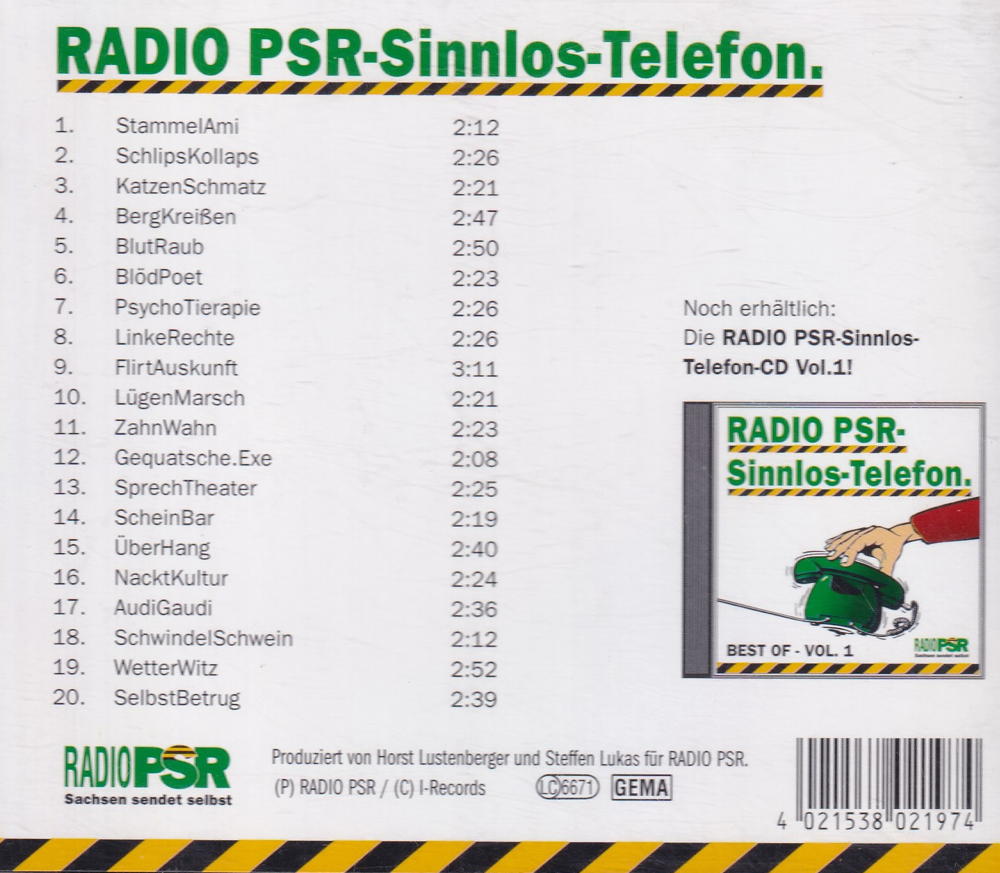 RADIO PSR-Sinnlos-Telefon.
1. StammelAmi 2:12
2. SchlipsKollaps 2:26
3. KatzenSchmatz 2:21
4. BergKreißen 2:47
5. BlutRaub 2:50
6. BlödPoet 2:23
7. PsychoTierapie 2:26
8. LinkeRechte 2:26
9. FlirtAuskunft 3:11
10. LügenMarsch 2:21
11. ZahnWahn 2:23
12. Gequatsche.Exe 2:08
13. SprechTheater 2:25
14. ScheinBar 2:19
15. ÜberHang 2:40
16. NacktKultur 2:24
17. AudiGaudi 2:36
18. SchwindelSchwein 2:12
19. WetterWitz 2:52
20. SelbstBetrug 2:39
Noch erhältlich:
Die RADIO PSR-Sinnlos-
Telefon-CD Vol.1!
RADIO PSR-
Sinnlos-Telefon.
BEST OF - VOL. 1
RADIOPSR
Sachsen sendet selbst
RADIOPSR
Sachsen sendet selbst
Produziert von Horst Lustenberger und Steffen Lukas für RADIO PSR.
(P) RADIO PSR / (C) I-Records LC 6671 GEMA
4 021538 021974